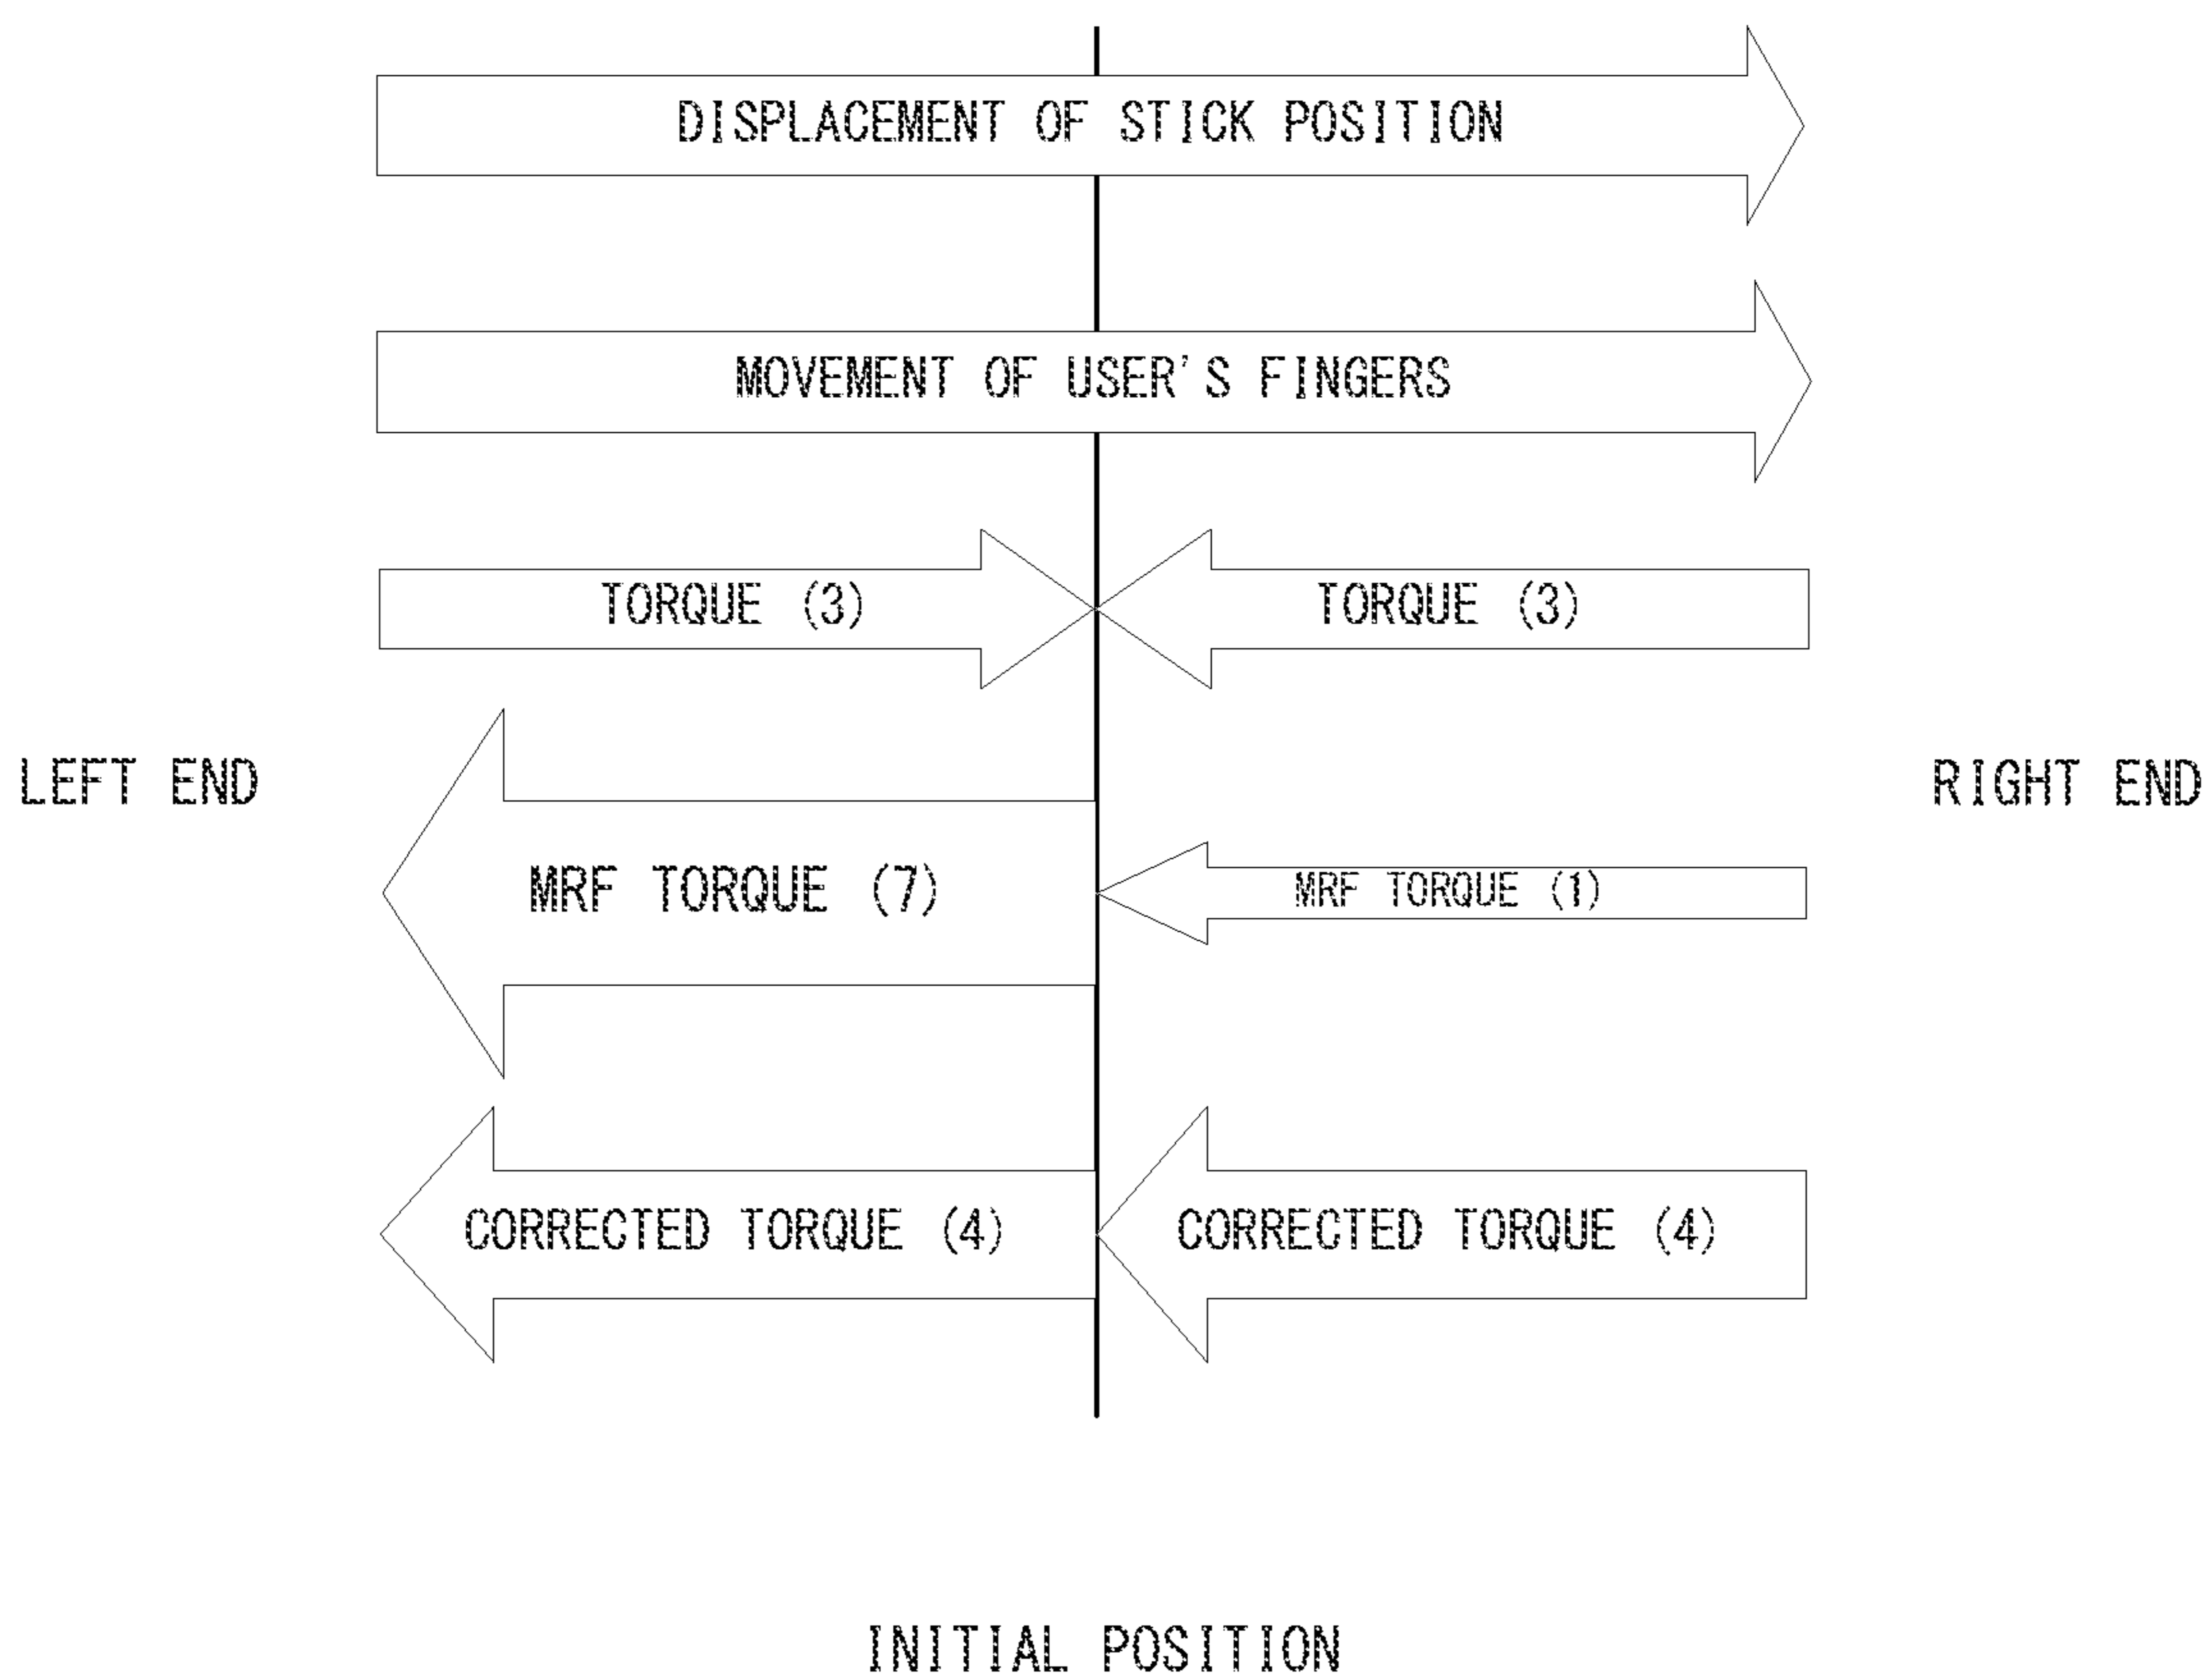 DISPLACEMENT OF STICK POSITION
MOVEMENT OF USER'S FINGERS
TORQUE (3)
TORQUE (3)
LEFT END
RIGHT END
MRF TORQUE (7)
MRF TORQUE (1)
CORRECTED TORQUE (4)
CORRECTED TORQUE (4)
INITIAL POSITION